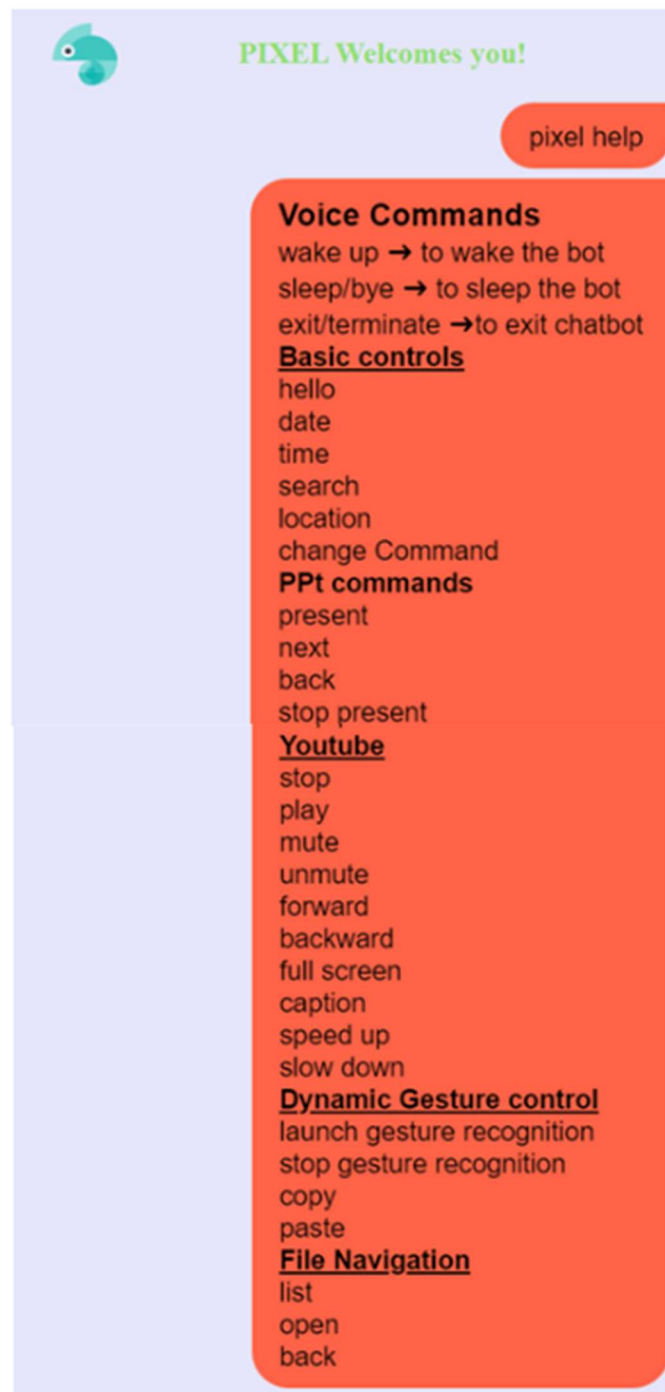 PIXEL Welcomes you!
pixel help
Voice Commands
wake up → to wake the bot
sleep/bye → to sleep the bot
exit/terminate →to exit chatbot
Basic controls
hello
date
time
search
location
change Command
PPt commands
present
next
back
stop present
Youtube
stop
play
mute
unmute
forward
backward
full screen
caption
speed up
slow down
Dynamic Gesture control
launch gesture recognition
stop gesture recognition
copy
paste
File Navigation
list
open
back